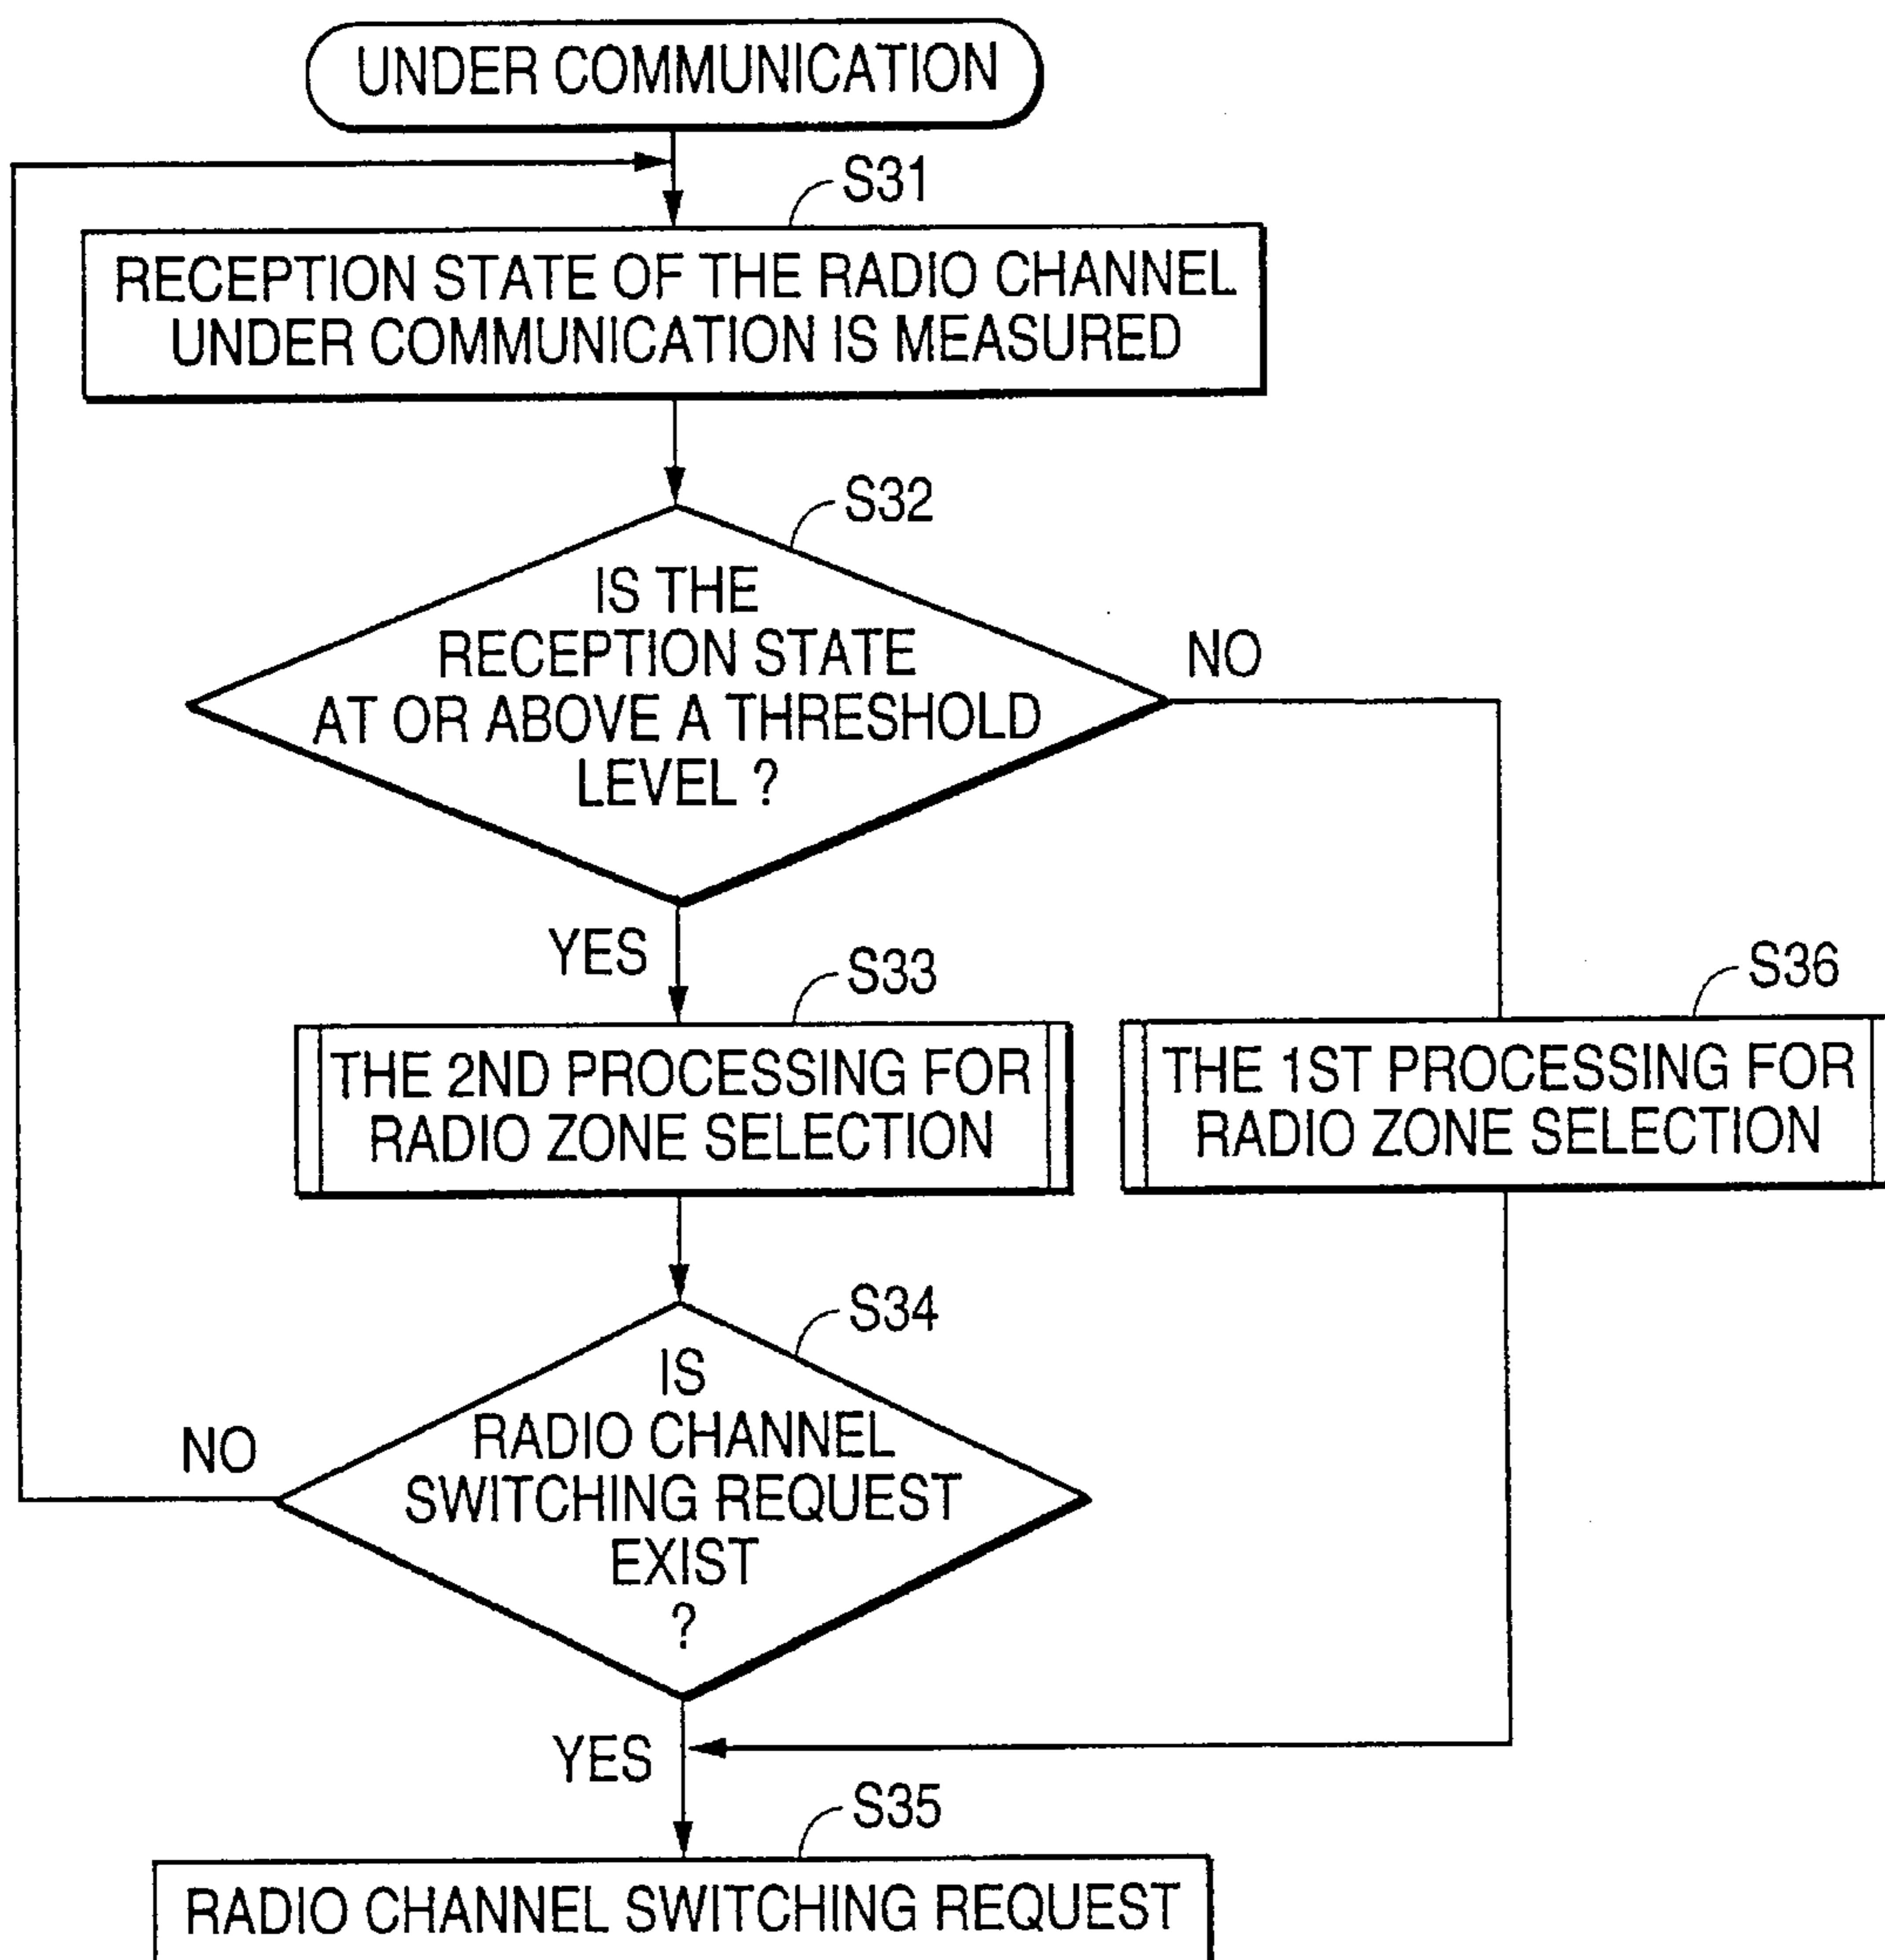 UNDER COMMUNICATION
S31
RECEPTION STATE OF THE RADIO CHANNEL
UNDER COMMUNICATION IS MEASURED
S32
IS THE
RECEPTION STATE
AT OR ABOVE A THRESHOLD
LEVEL ?
NO
YES
S33
THE 2ND PROCESSING FOR
RADIO ZONE SELECTION
S36
THE 1ST PROCESSING FOR
RADIO ZONE SELECTION
S34
IS
RADIO CHANNEL
SWITCHING REQUEST
EXIST
?
NO
YES
S35
RADIO CHANNEL SWITCHING REQUEST